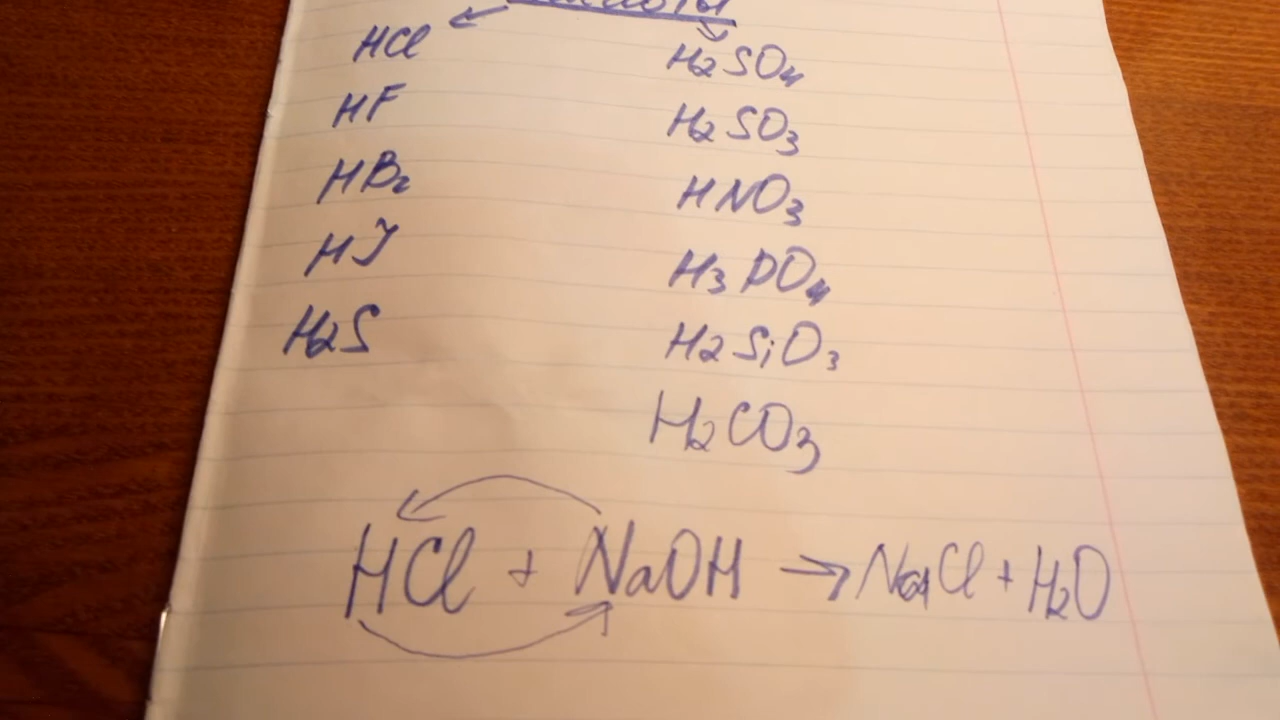 HCl H₂SO₄
HF H₂SO₃
HBr HNO₃
HJ H₃PO₄
H₂S H₂SiO₃
H₂CO₃
HCl + NaOH → NaCl + H₂O